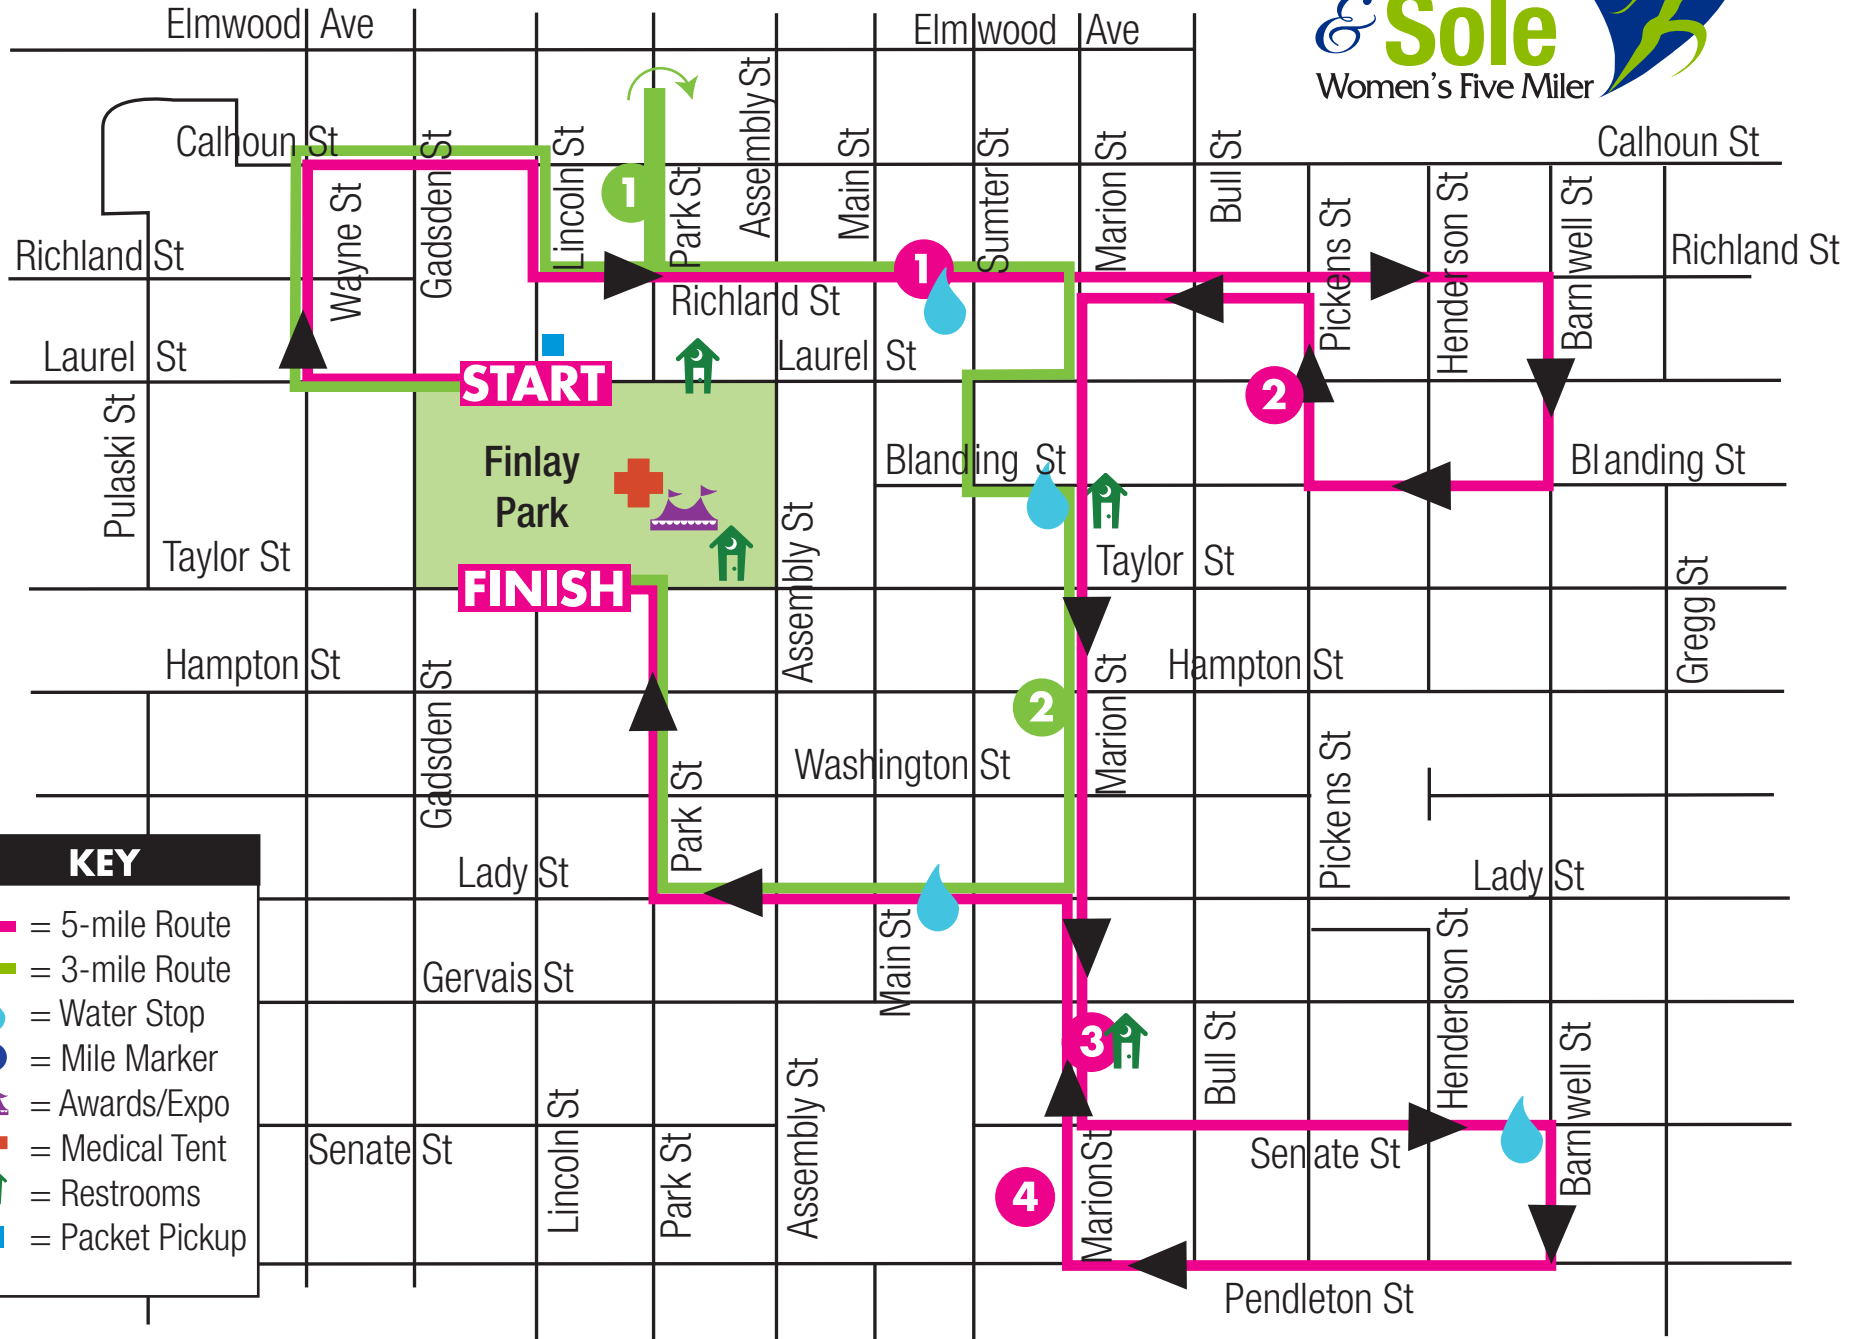 Elmwood Ave
Elmwood Ave
& Sole
Women's Five Miler
Calhoun St
Calhoun St
Wayne St
Gadsden St
Lincoln St
1
Park St
Assembly St
Main St
Sumter St
Marion St
Bull St
Pickens St
Henderson St
Barnwell St
Richland St
Richland St
Richland St
1
Laurel St
Laurel St
START
2
Pulaski St
Finlay
Park
Blanding St
Blanding St
Taylor St
Taylor St
FINISH
Assembly St
Gregg St
Hampton St
Hampton St
Gadsden St
2
Marion St
Washington St
Park St
Pickens St
Lady St
Lady St
KEY
= 5-mile Route
= 3-mile Route
= Water Stop
= Mile Marker
= Awards/Expo
= Medical Tent
= Restrooms
= Packet Pickup
Gervais St
Main St
3
Bull St
Henderson St
Barnwell St
Senate St
Senate St
Lincoln St
Park St
Assembly St
4
Marion St
Pendleton St